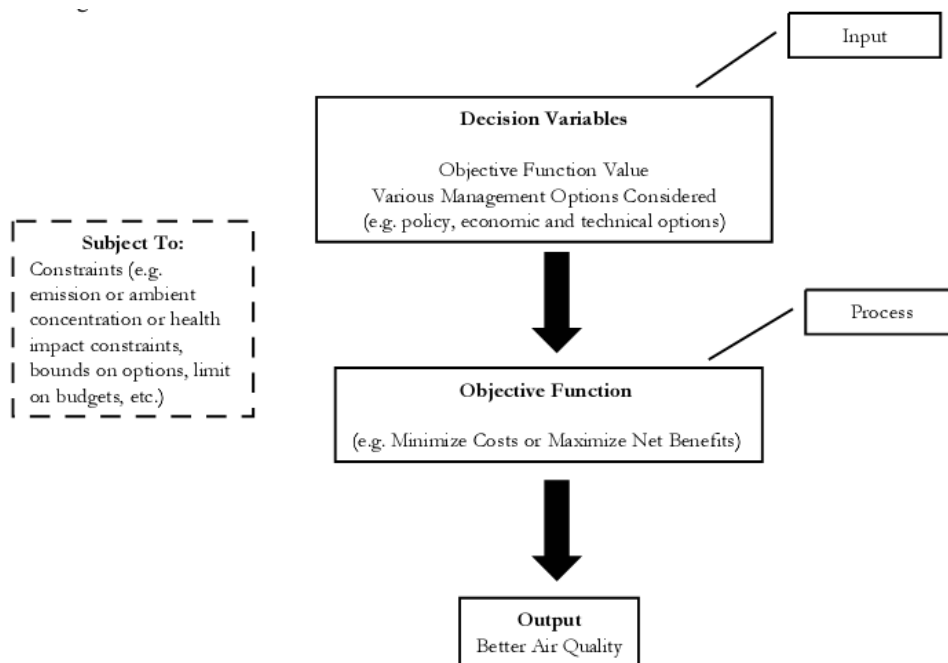 Input
Decision Variables
Objective Function Value
Various Management Options Considered
(e.g. policy, economic and technical options)
Subject To:
Constraints (e.g.
emission or ambient
concentration or health
impact constraints,
bounds on options, limit
on budgets, etc.)
Process
Objective Function
(e.g. Minimize Costs or Maximize Net Benefits)
Output
Better Air Quality